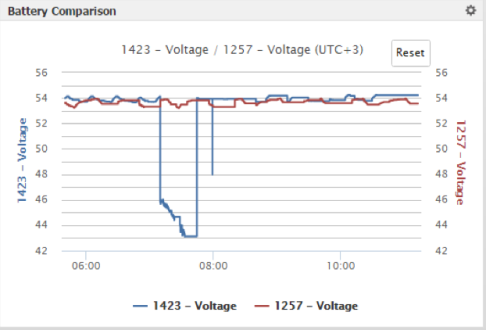 Battery Comparison
1423 – Voltage / 1257 – Voltage (UTC+3)
Reset
56 56
54 54
52 52
50 50
48 48
46 46
44 44
42 42
1423 – Voltage
1257 – Voltage
06:00 08:00 10:00
1423 – Voltage 1257 – Voltage